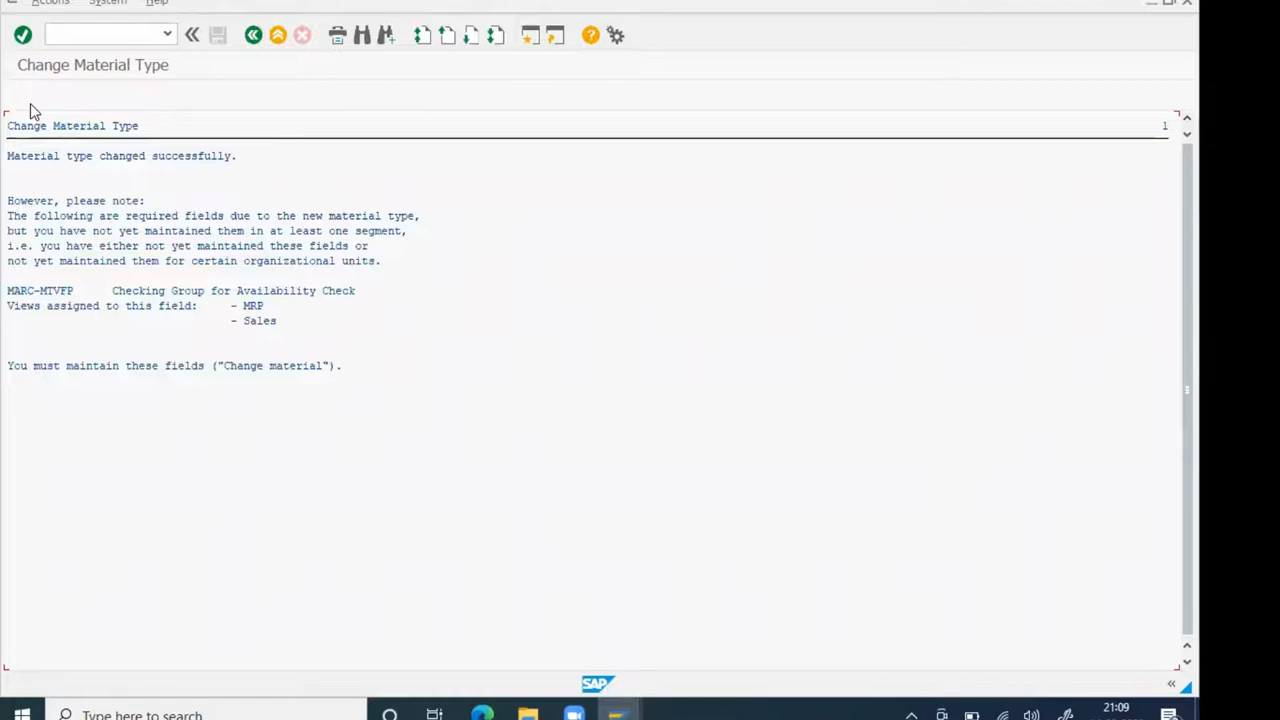 Actions System Help
Change Material Type
Change Material Type 1
Material type changed successfully.
However, please note:
The following are required fields due to the new material type,
but you have not yet maintained them in at least one segment,
i.e. you have either not yet maintained these fields or
not yet maintained them for certain organizational units.
MARC-MTVFP Checking Group for Availability Check
Views assigned to this field: - MRP
- Sales
You must maintain these fields ("Change material").
SAP
Type here to search
21:09